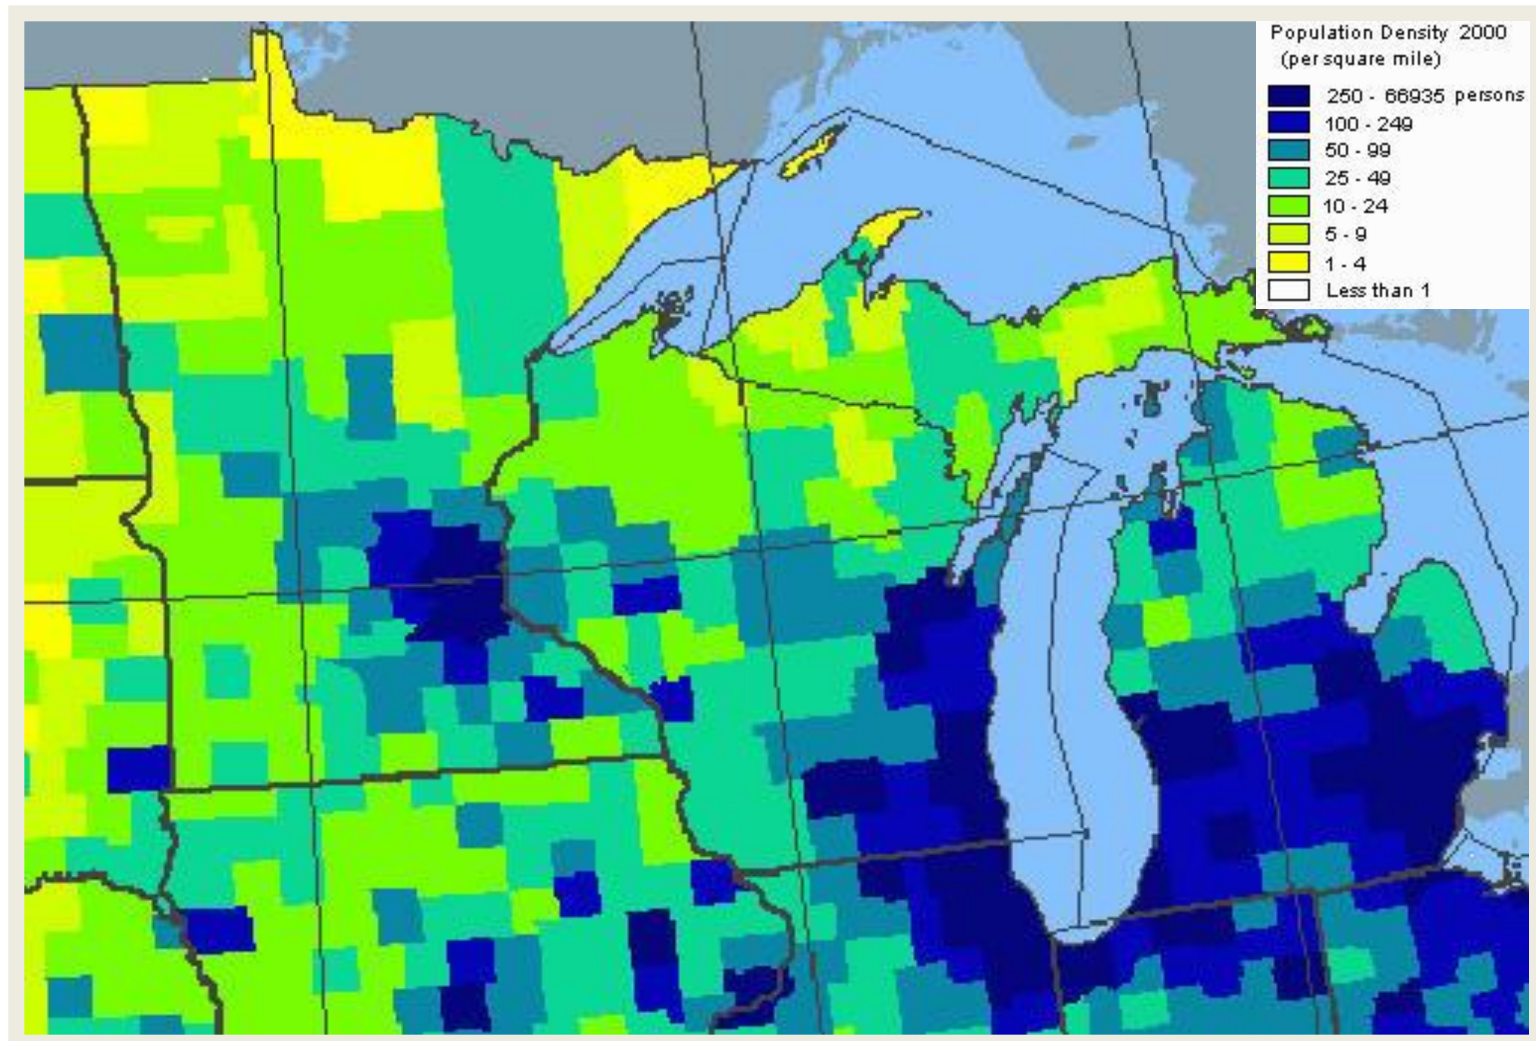 Population Density 2000
(per square mile)
250 - 66935 persons
100 - 249
50 - 99
25 - 49
10 - 24
5 - 9
1 - 4
Less than 1